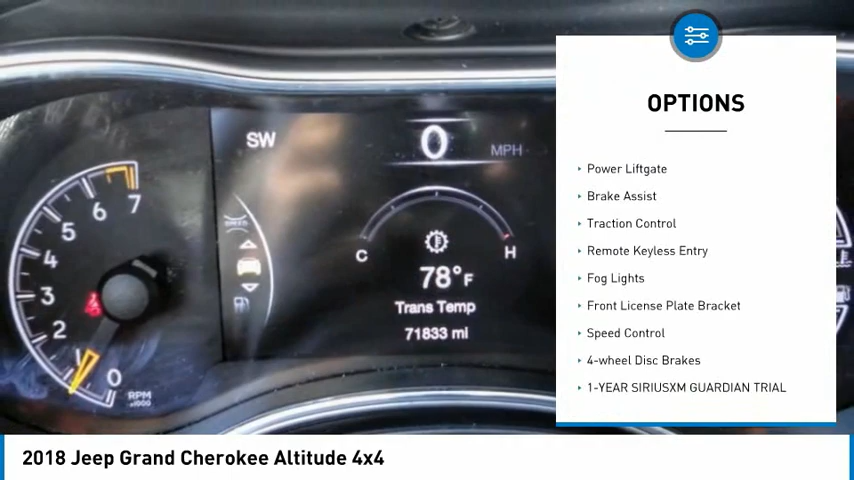 SW
0
MPH
7
6
5
4
3
2
1
0
RPM
x1000
C
H
78°F
Trans Temp
71833 mi
OPTIONS
Power Liftgate
Brake Assist
Traction Control
Remote Keyless Entry
Fog Lights
Front License Plate Bracket
Speed Control
4-wheel Disc Brakes
1-YEAR SIRIUSXM GUARDIAN TRIAL
2018 Jeep Grand Cherokee Altitude 4x4